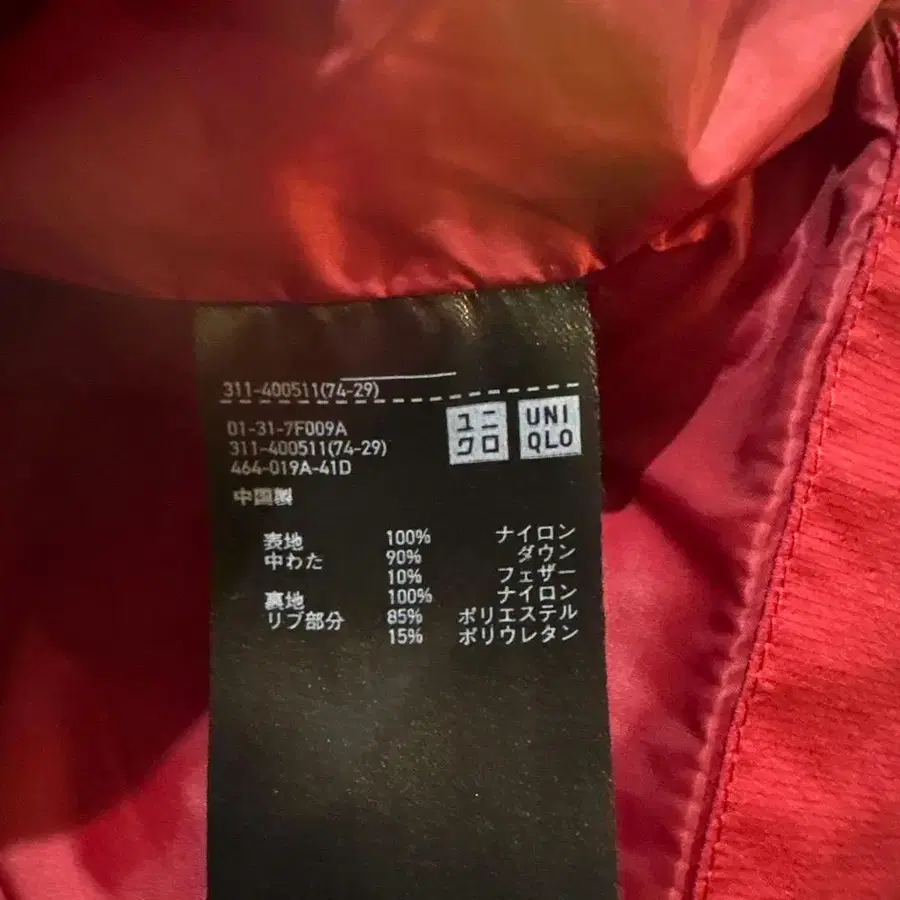 311-400511(74-29)
01-31-7F009A
311-400511(74-29)
464-019A-41D
中国製
ユニ
クロ
UNI
QLO
表地 100% ナイロン
中わた 90% ダウン
10% フェザー
裏地 100% ナイロン
リブ部分 85% ポリエステル
15% ポリウレタン